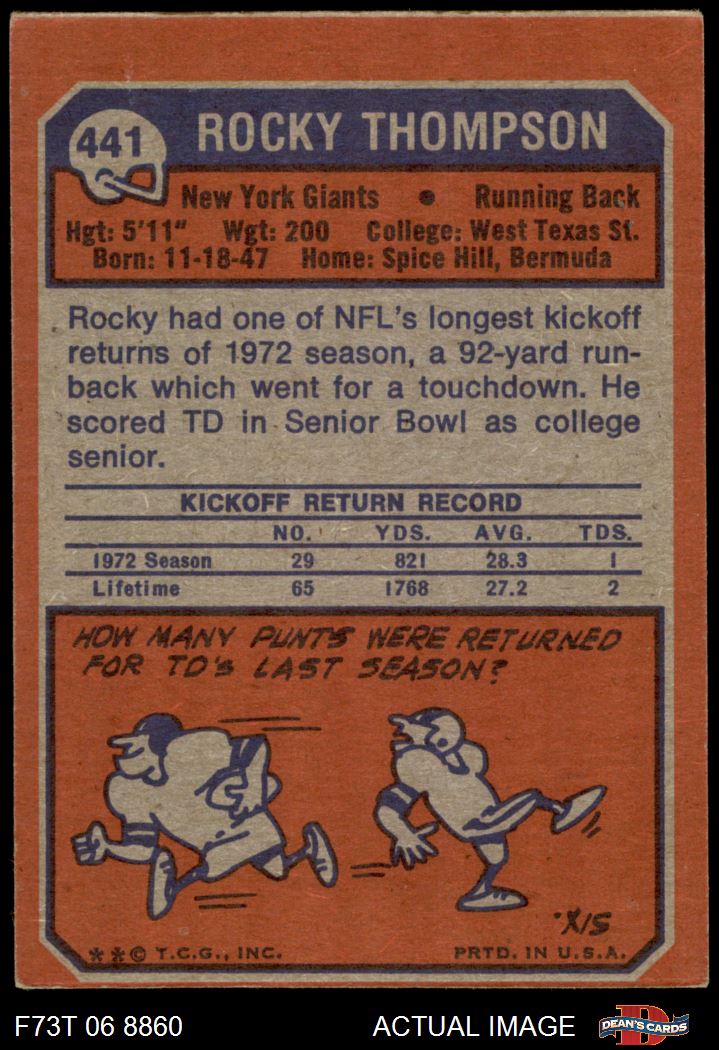 441
ROCKY THOMPSON
New York Giants • Running Back
Hgt: 5'11" Wgt: 200 College: West Texas St.
Born: 11-18-47 Home: Spice Hill, Bermuda
Rocky had one of NFL's longest kickoff
returns of 1972 season, a 92-yard run-
back which went for a touchdown. He
scored TD in Senior Bowl as college
senior.
KICKOFF RETURN RECORD
NO. YDS. AVG. TDS.
1972 Season 29 821 28.3 1
Lifetime 65 1768 27.2 2
HOW MANY PUNTS WERE RETURNED
FOR TD'S LAST SEASON?
XIS
**© T.C.G., INC. PRTD. IN U.S.A.
F73T 06 8860 ACTUAL IMAGE
D
DEAN'S CARDS